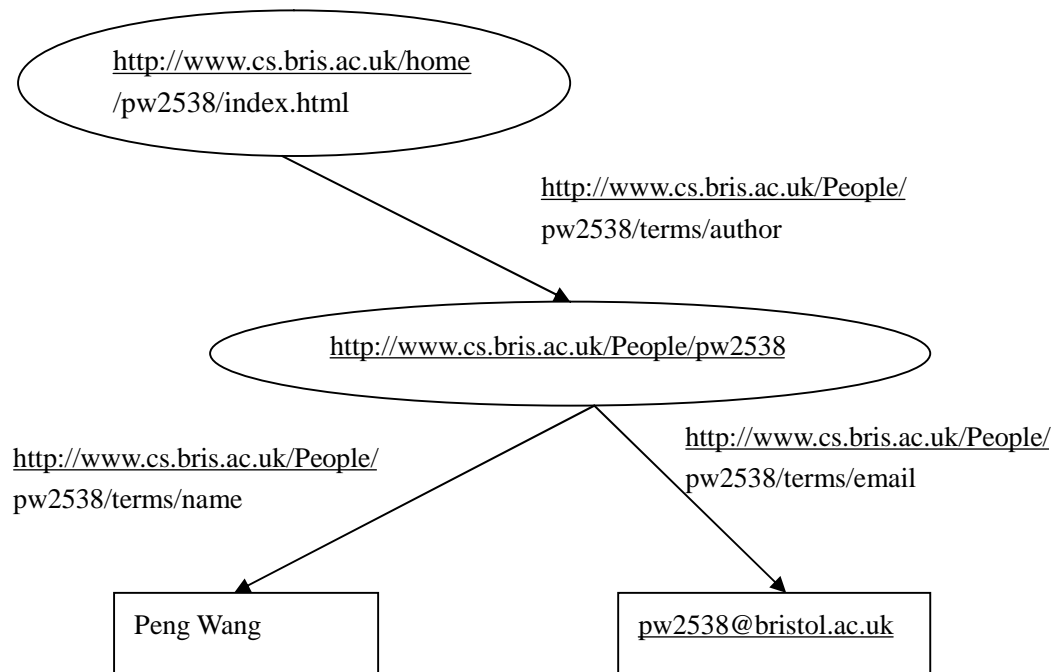 http://www.cs.bris.ac.uk/home
/pw2538/index.html
http://www.cs.bris.ac.uk/People/
pw2538/terms/author
http://www.cs.bris.ac.uk/People/pw2538
http://www.cs.bris.ac.uk/People/
pw2538/terms/name
http://www.cs.bris.ac.uk/People/
pw2538/terms/email
Peng Wang
pw2538@bristol.ac.uk